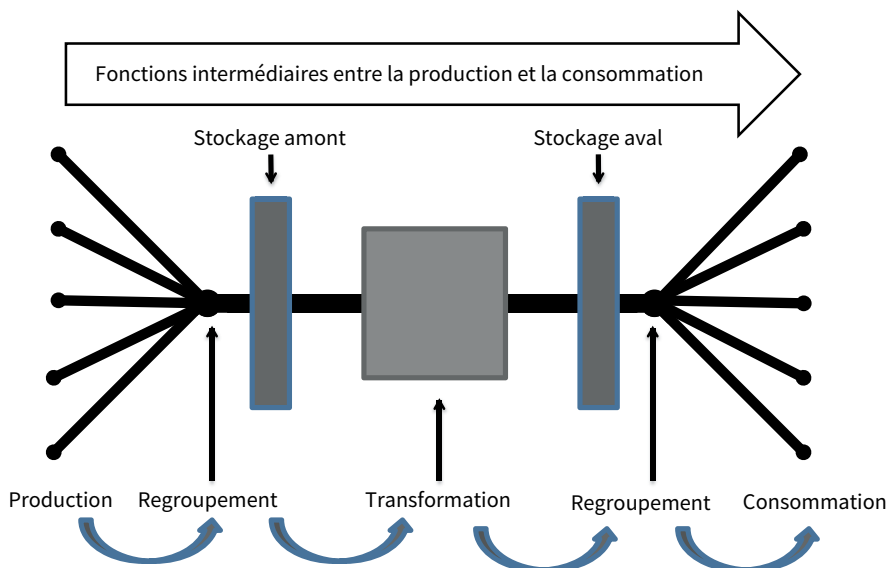 Fonctions intermédiaires entre la production et la consommation
Stockage amont
Stockage aval
Production
Regroupement
Transformation
Regroupement
Consommation